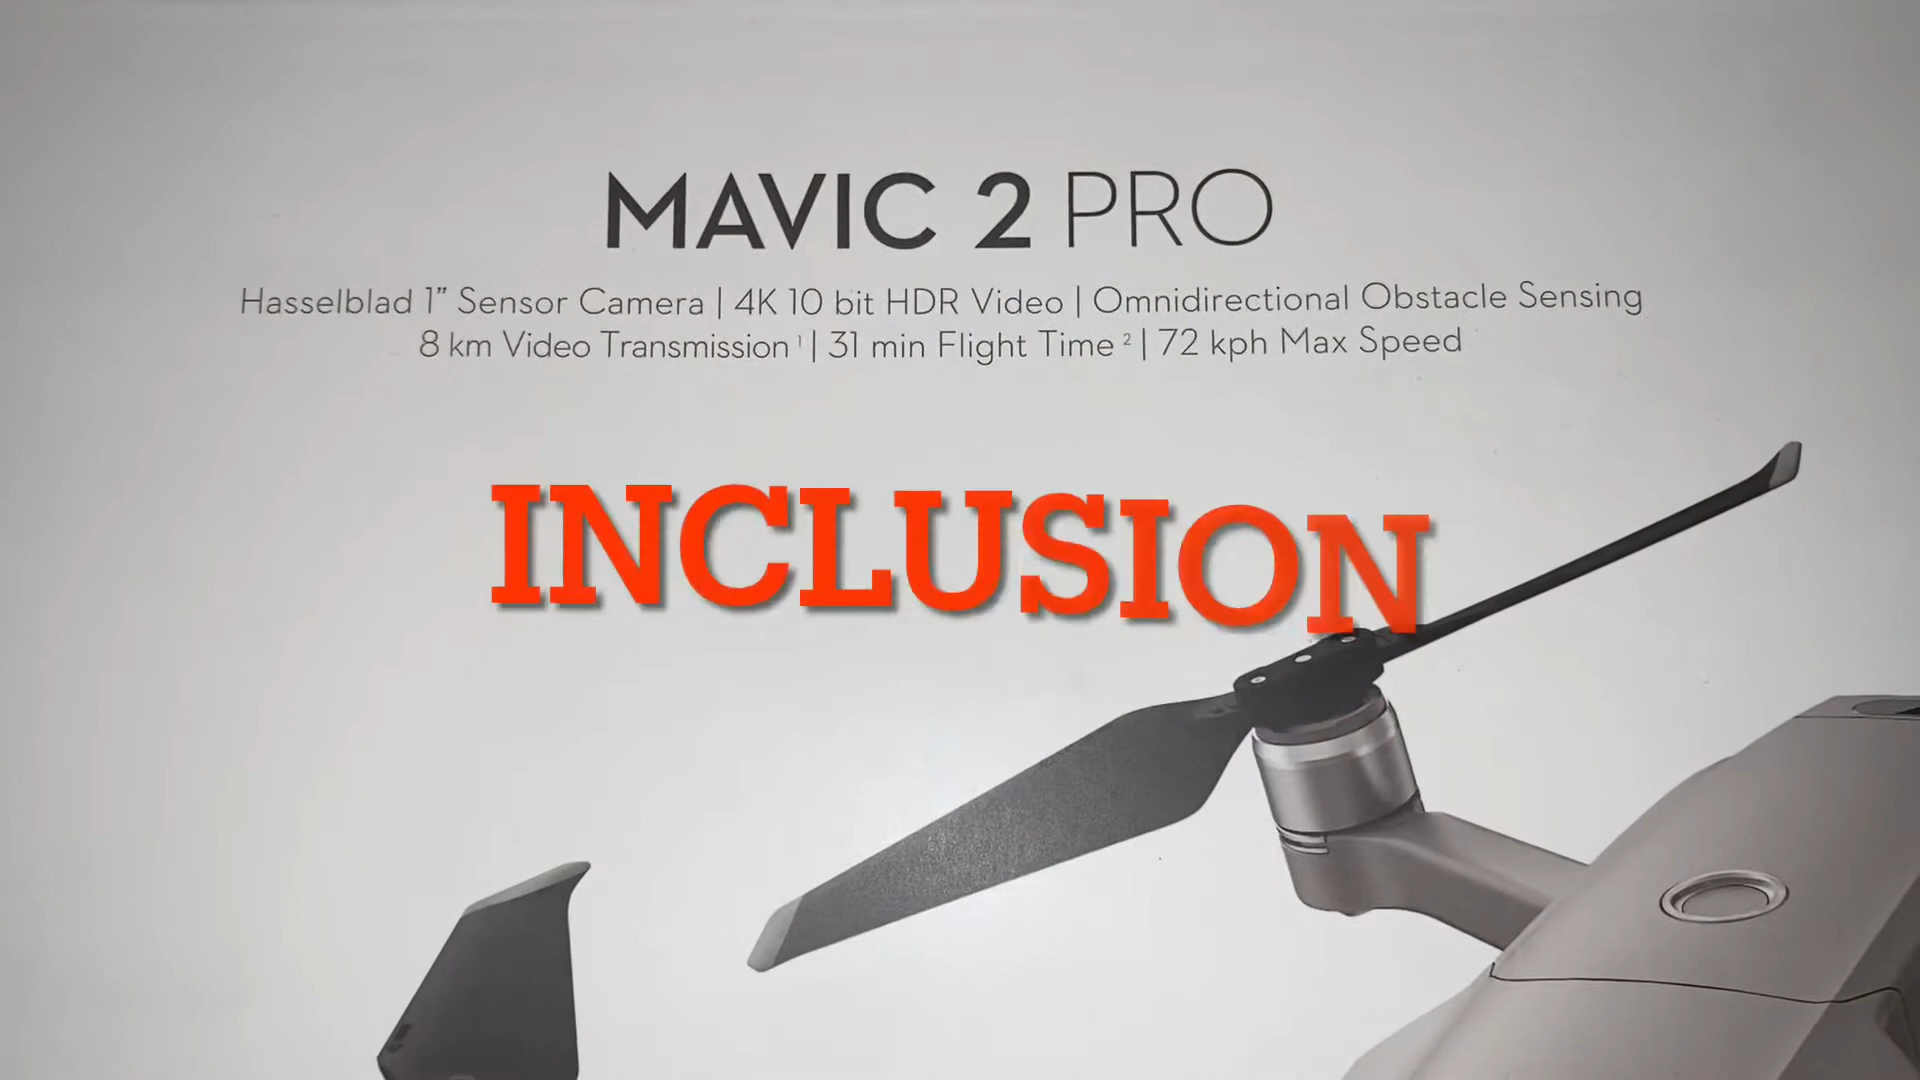 MAVIC 2 PRO
Hasselblad 1” Sensor Camera | 4K 10 bit HDR Video | Omnidirectional Obstacle Sensing
8 km Video Transmission ¹ | 31 min Flight Time ² | 72 kph Max Speed
INCLUSION